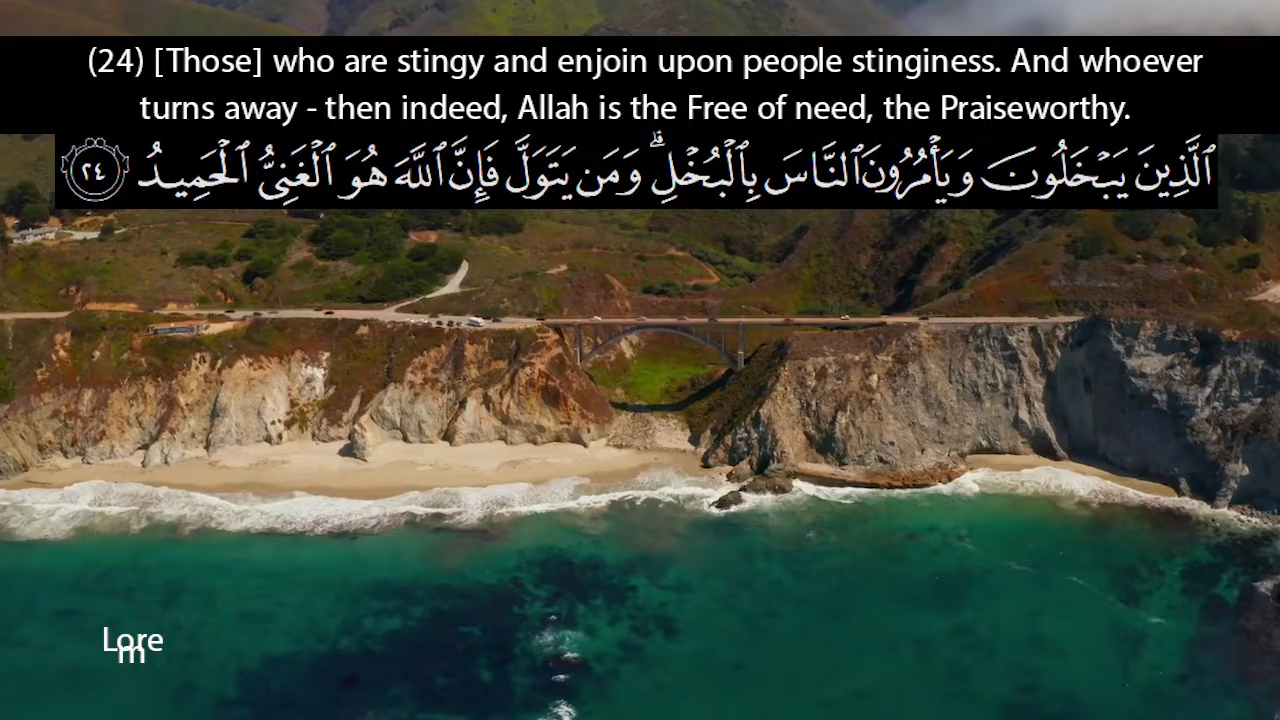 (24) [Those] who are stingy and enjoin upon people stinginess. And whoever
turns away - then indeed, Allah is the Free of need, the Praiseworthy.
ٱلَّذِينَ يَبْخَلُونَ وَيَأْمُرُونَ ٱلنَّاسَ بِٱلْبُخْلِ ۗ وَمَن يَتَوَلَّ فَإِنَّ ٱللَّهَ هُوَ ٱلْغَنِىُّ ٱلْحَمِيدُ ٢٤
Lore
m